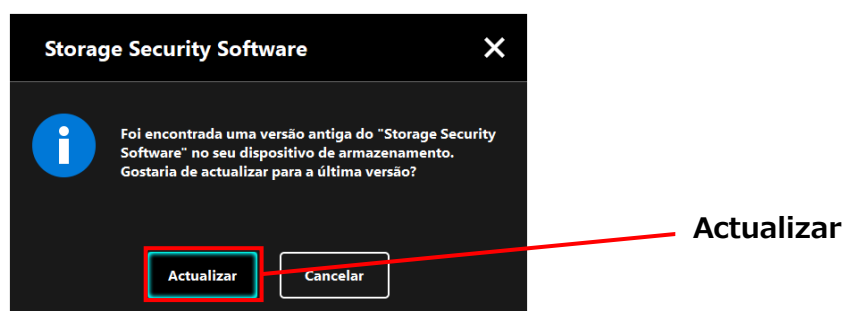 Storage Security Software
Foi encontrada uma versão antiga do "Storage Security
Software" no seu dispositivo de armazenamento.
Gostaria de actualizar para a última versão?
Actualizar
Actualizar
Cancelar